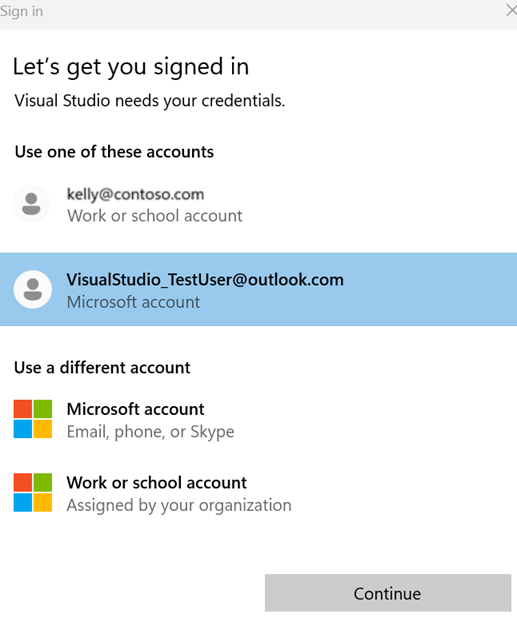 Sign in
Let's get you signed in
Visual Studio needs your credentials.
Use one of these accounts
kelly@contoso.com
Work or school account
VisualStudio_TestUser@outlook.com
Microsoft account
Use a different account
Microsoft account
Email, phone, or Skype
Work or school account
Assigned by your organization
Continue